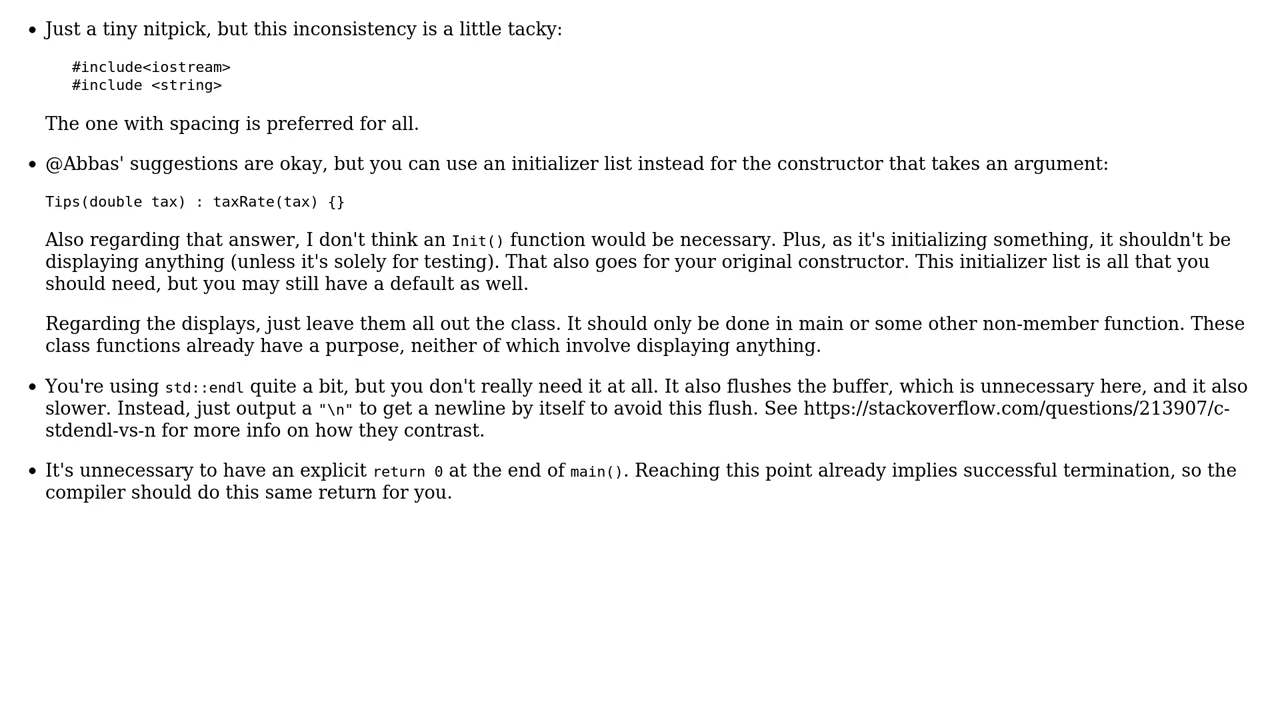 • Just a tiny nitpick, but this inconsistency is a little tacky:
#include<iostream>
#include <string>
The one with spacing is preferred for all.
• @Abbas' suggestions are okay, but you can use an initializer list instead for the constructor that takes an argument:
Tips(double tax) : taxRate(tax) {}
Also regarding that answer, I don't think an Init() function would be necessary. Plus, as it's initializing something, it shouldn't be
displaying anything (unless it's solely for testing). That also goes for your original constructor. This initializer list is all that you
should need, but you may still have a default as well.
Regarding the displays, just leave them all out the class. It should only be done in main or some other non-member function. These
class functions already have a purpose, neither of which involve displaying anything.
• You're using std::endl quite a bit, but you don't really need it at all. It also flushes the buffer, which is unnecessary here, and it also
slower. Instead, just output a "\n" to get a newline by itself to avoid this flush. See https://stackoverflow.com/questions/213907/c-
stdendl-vs-n for more info on how they contrast.
• It's unnecessary to have an explicit return 0 at the end of main(). Reaching this point already implies successful termination, so the
compiler should do this same return for you.